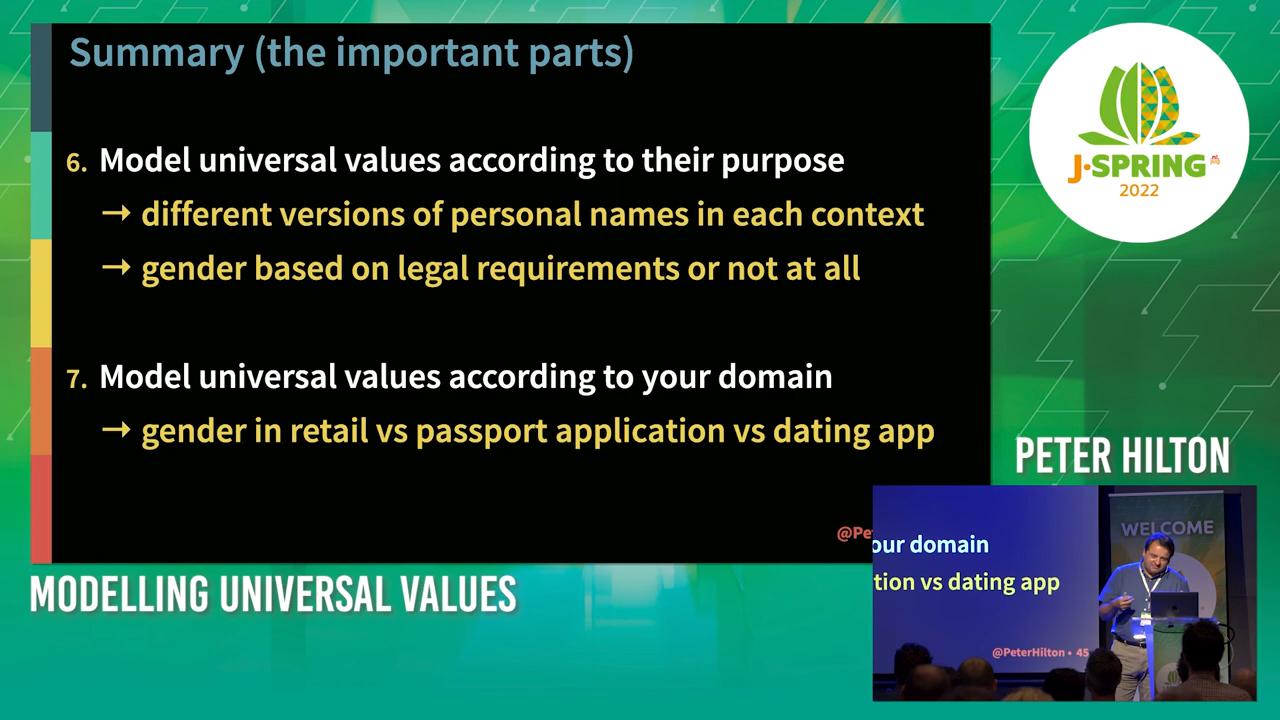 Summary (the important parts)
6. Model universal values according to their purpose
→ different versions of personal names in each context
→ gender based on legal requirements or not at all
7. Model universal values according to your domain
→ gender in retail vs passport application vs dating app
@Pe
J·SPRING
2022
PETER HILTON
WELCOME
our domain
tion vs dating app
@PeterHilton • 45
MODELLING UNIVERSAL VALUES